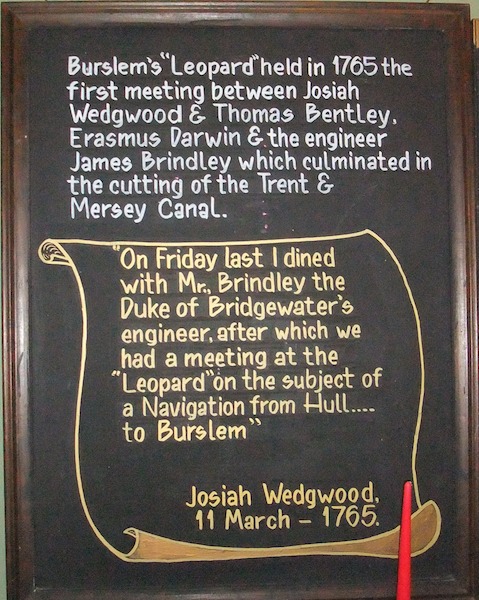 Burslem's "Leopard" held in 1765 the
first meeting between Josiah
Wedgwood & Thomas Bentley,
Erasmus Darwin & the engineer
James Brindley which culminated in
the cutting of the Trent &
Mersey Canal.
"On Friday last I dined
with Mr., Brindley the
Duke of Bridgewater's
engineer, after which we
had a meeting at the
"Leopard" on the subject of
a Navigation from Hull....
to Burslem"
Josiah Wedgwood,
11 March – 1765.